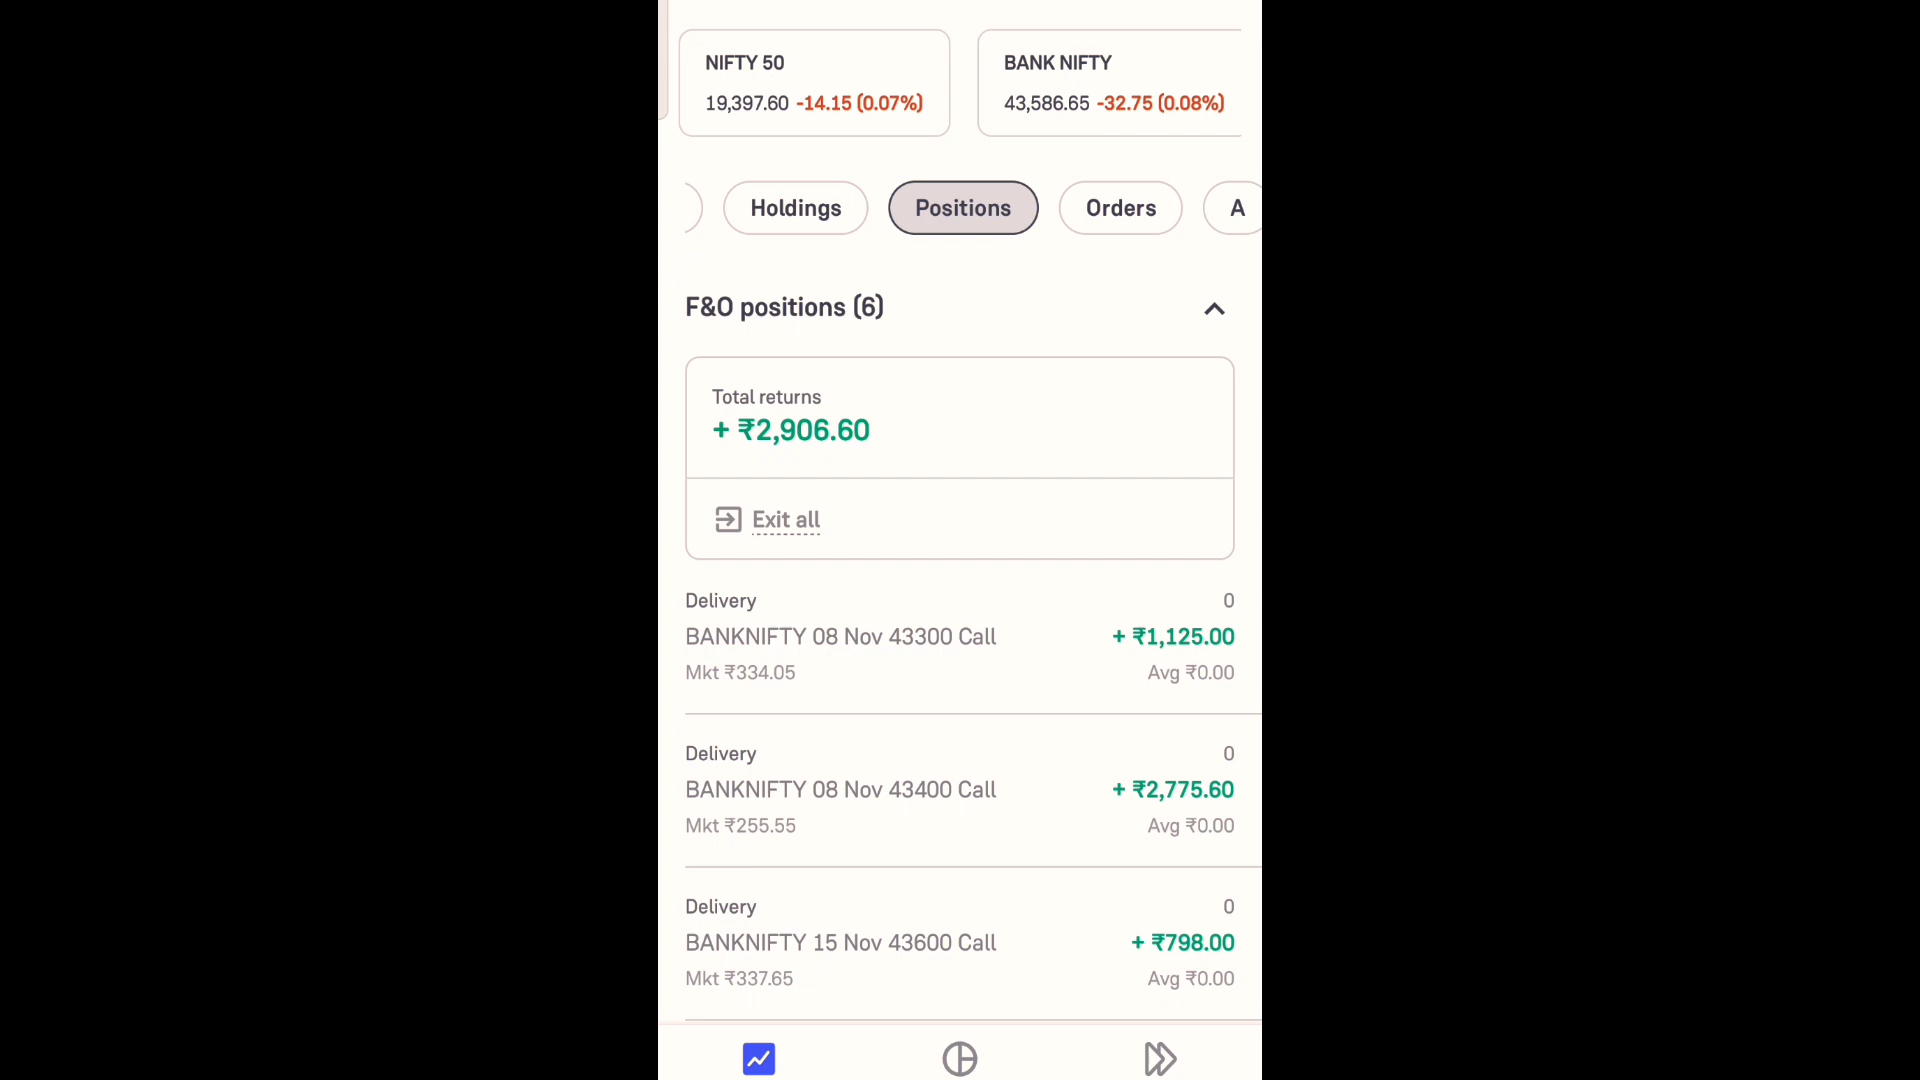 NIFTY 50
19,397.60 -14.15 (0.07%)
BANK NIFTY
43,586.65 -32.75 (0.08%)
Holdings
Positions
Orders
A
F&O positions (6)
Total returns
+ ₹2,906.60
Exit all
Delivery 0
BANKNIFTY 08 Nov 43300 Call + ₹1,125.00
Mkt ₹334.05 Avg ₹0.00
Delivery 0
BANKNIFTY 08 Nov 43400 Call + ₹2,775.60
Mkt ₹255.55 Avg ₹0.00
Delivery 0
BANKNIFTY 15 Nov 43600 Call + ₹798.00
Mkt ₹337.65 Avg ₹0.00